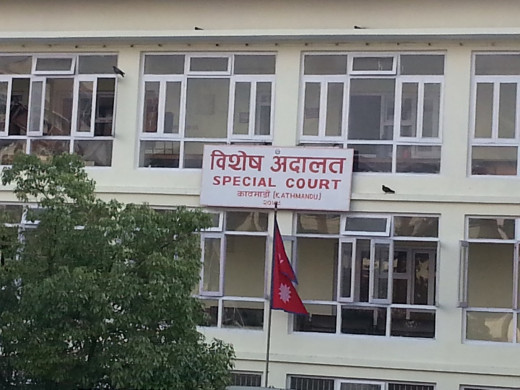 विशेष अदालत
SPECIAL COURT
काठमाडौं (KATHMANDU)